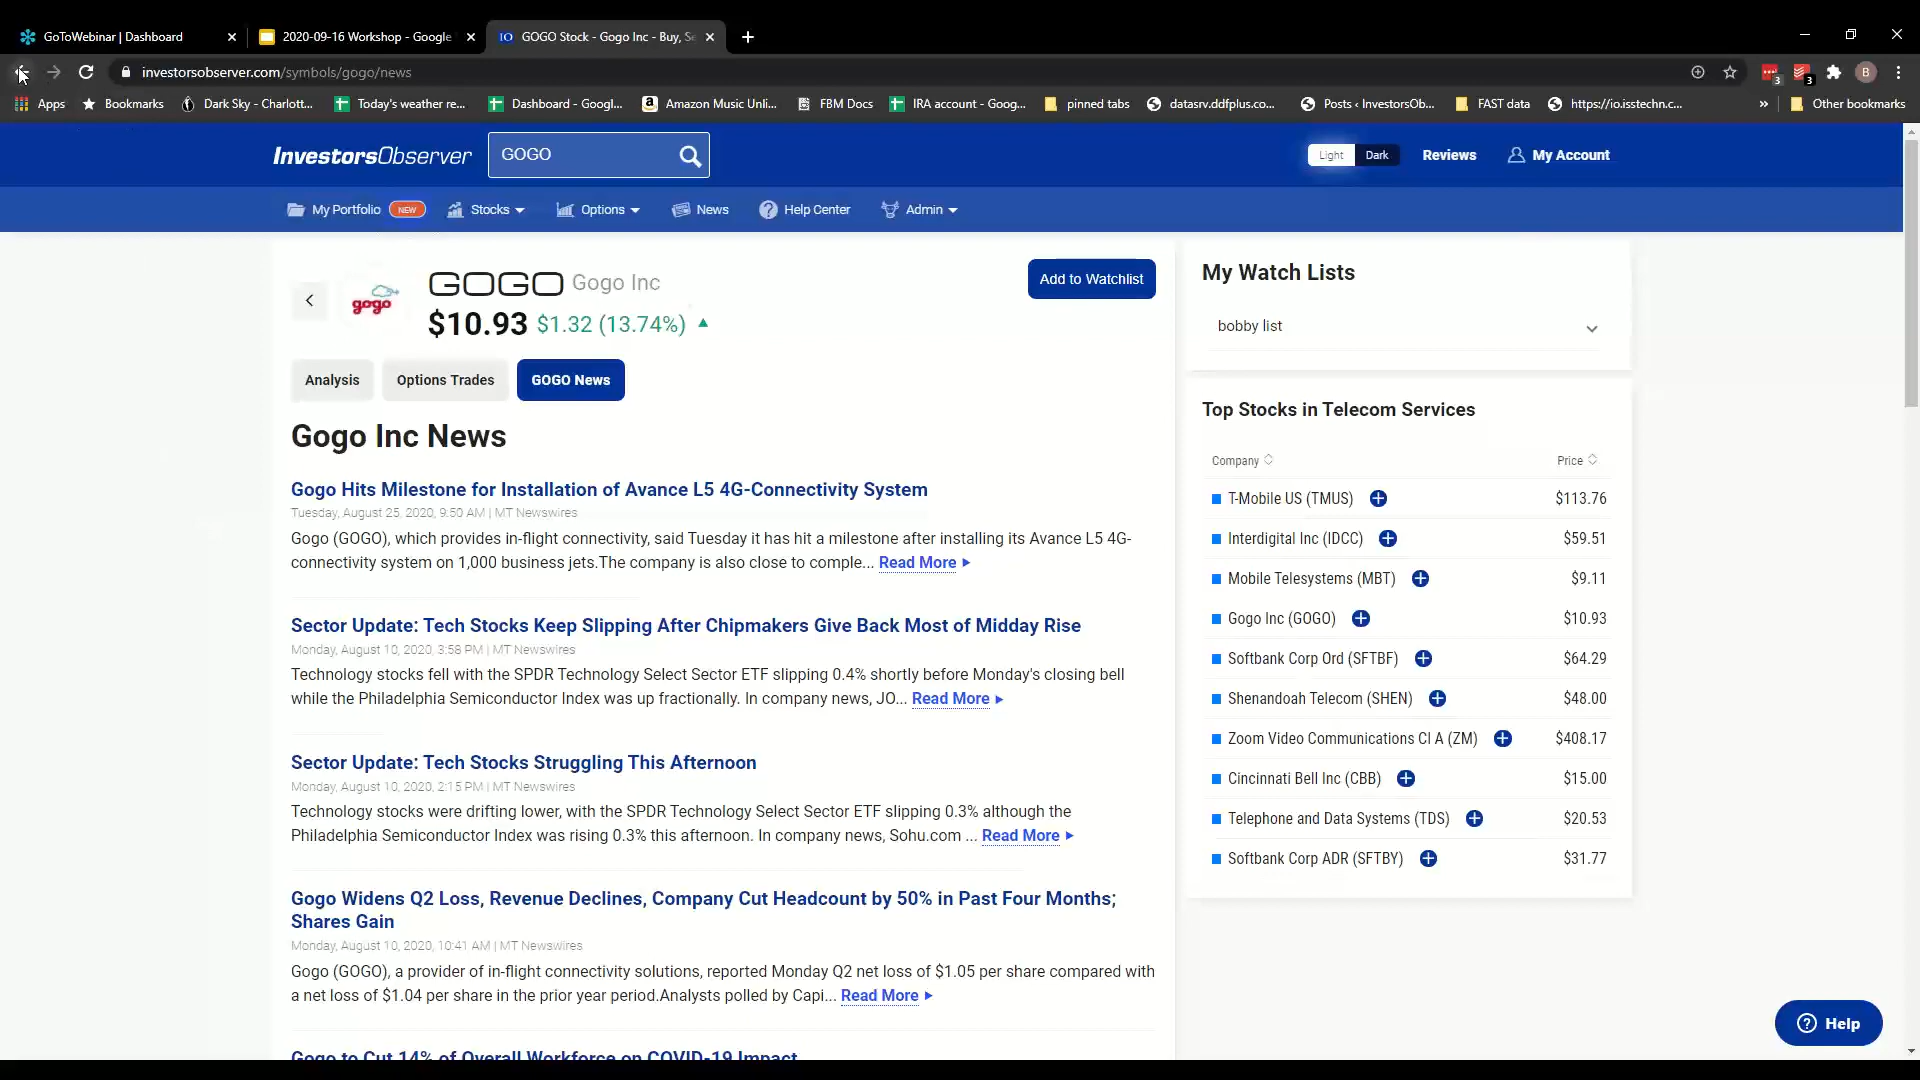 GoToWebinar | Dashboard
2020-09-16 Workshop - Google
IO GOGO Stock - Gogo Inc - Buy, Se
investorsobserver.com/symbols/gogo/news
3
3
B
Apps
Bookmarks
Dark Sky - Charlott...
Today's weather re...
Dashboard - Googl...
Amazon Music Unli...
FBM Docs
IRA account - Goog...
pinned tabs
datasrv.ddfplus.co...
Posts ‹ InvestorsOb...
FAST data
https://io.isstechn.c...
»
Other bookmarks
InvestorsObserver
GOGO
Light
Dark
Reviews
My Account
My Portfolio NEW
Stocks
Options
News
Help Center
Admin
gogo
GOGO Gogo Inc
$10.93 $1.32 (13.74%)
Add to Watchlist
Analysis
Options Trades
GOGO News
Gogo Inc News
Gogo Hits Milestone for Installation of Avance L5 4G-Connectivity System
Tuesday, August 25, 2020, 9:50 AM | MT Newswires
Gogo (GOGO), which provides in-flight connectivity, said Tuesday it has hit a milestone after installing its Avance L5 4G-
connectivity system on 1,000 business jets.The company is also close to comple... Read More
Sector Update: Tech Stocks Keep Slipping After Chipmakers Give Back Most of Midday Rise
Monday, August 10, 2020, 3:58 PM | MT Newswires
Technology stocks fell with the SPDR Technology Select Sector ETF slipping 0.4% shortly before Monday's closing bell
while the Philadelphia Semiconductor Index was up fractionally. In company news, JO... Read More
Sector Update: Tech Stocks Struggling This Afternoon
Monday, August 10, 2020, 2:15 PM | MT Newswires
Technology stocks were drifting lower, with the SPDR Technology Select Sector ETF slipping 0.3% although the
Philadelphia Semiconductor Index was rising 0.3% this afternoon. In company news, Sohu.com ... Read More
Gogo Widens Q2 Loss, Revenue Declines, Company Cut Headcount by 50% in Past Four Months;
Shares Gain
Monday, August 10, 2020, 10:41 AM | MT Newswires
Gogo (GOGO), a provider of in-flight connectivity solutions, reported Monday Q2 net loss of $1.05 per share compared with
a net loss of $1.04 per share in the prior year period.Analysts polled by Capi... Read More
Gogo to Cut 14% of Overall Workforce on COVID-19 Impact
My Watch Lists
bobby list
Top Stocks in Telecom Services
Company Price
T-Mobile US (TMUS) $113.76
Interdigital Inc (IDCC) $59.51
Mobile Telesystems (MBT) $9.11
Gogo Inc (GOGO) $10.93
Softbank Corp Ord (SFTBF) $64.29
Shenandoah Telecom (SHEN) $48.00
Zoom Video Communications Cl A (ZM) $408.17
Cincinnati Bell Inc (CBB) $15.00
Telephone and Data Systems (TDS) $20.53
Softbank Corp ADR (SFTBY) $31.77
Help